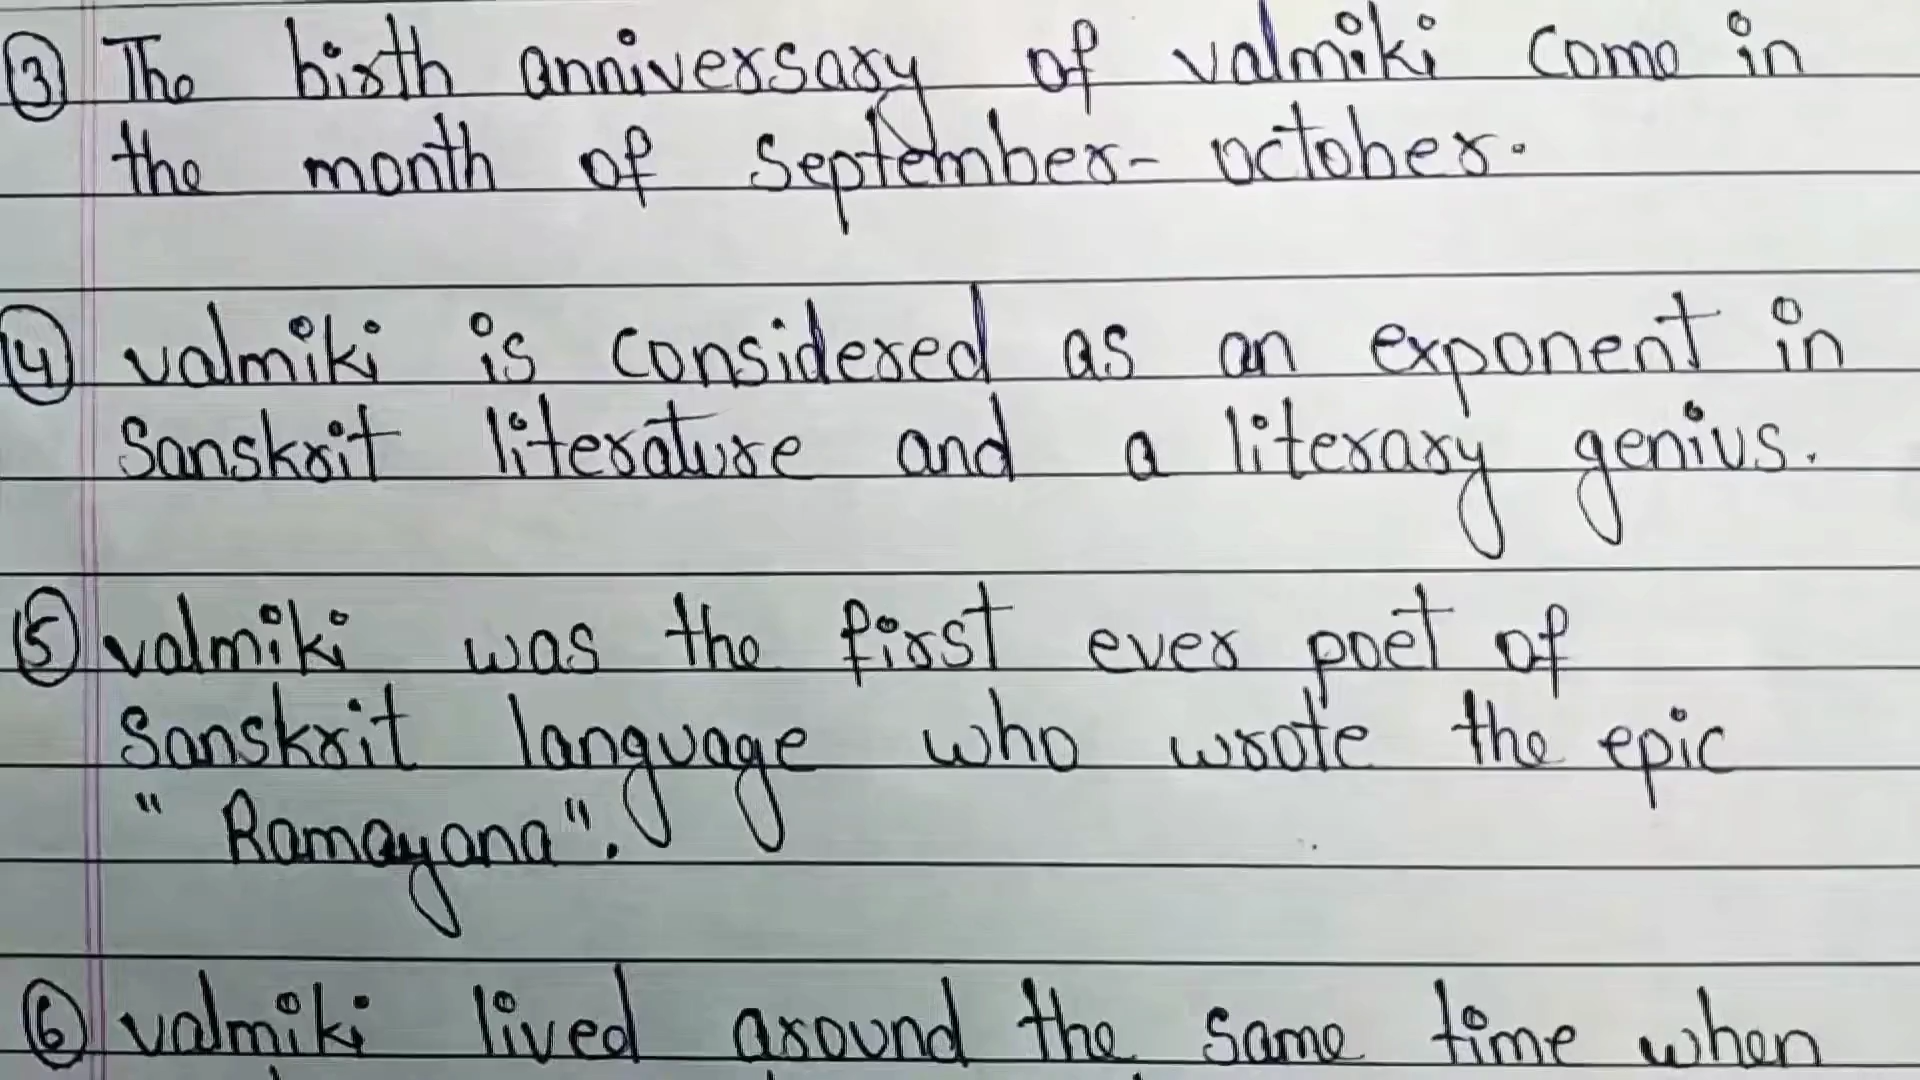 ③ The birth anniversary of valmiki come in
the month of September- october.
④ valmiki is considered as an exponent in
Sanskrit literature and a literary genius.
⑤ valmiki was the first ever poet of
Sanskrit language who wrote the epic
" Ramayana".
⑥ valmiki lived around the same time when